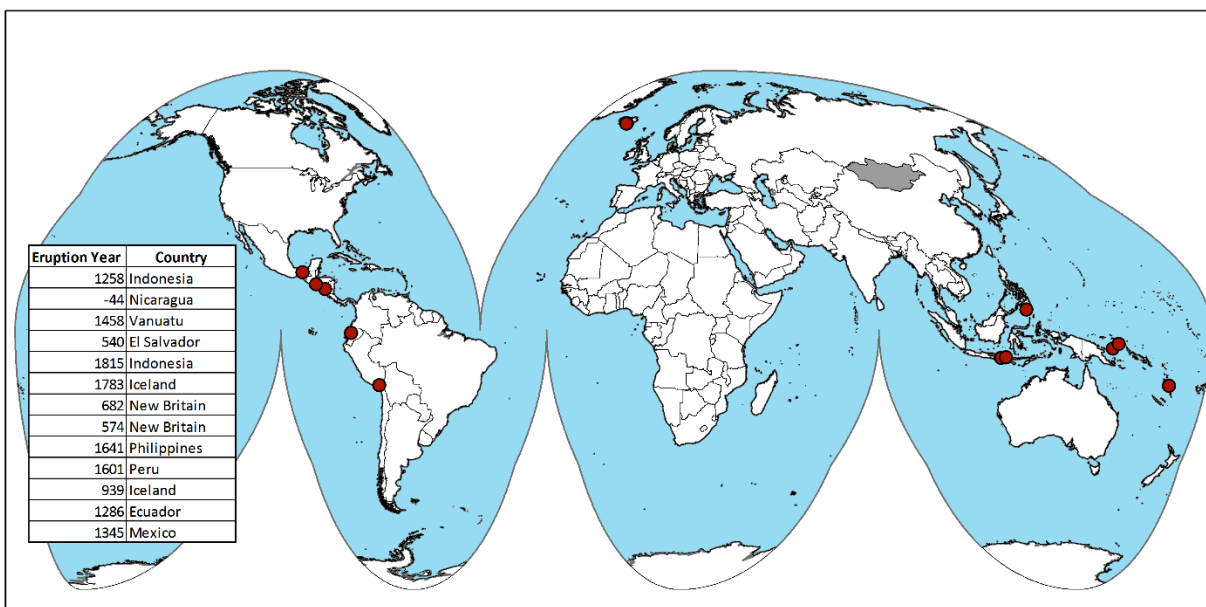 Eruption Year Country
1258 Indonesia
-44 Nicaragua
1458 Vanuatu
540 El Salvador
1815 Indonesia
1783 Iceland
682 New Britain
574 New Britain
1641 Philippines
1601 Peru
939 Iceland
1286 Ecuador
1345 Mexico